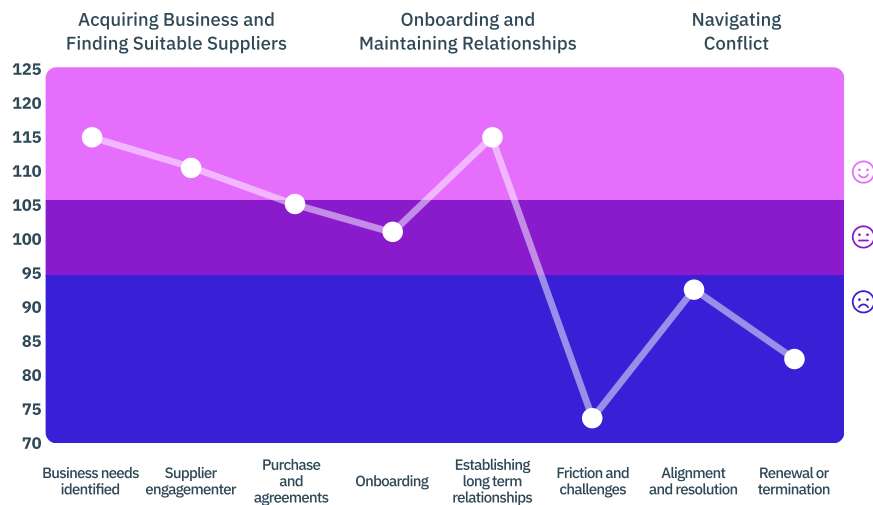 Acquiring Business and
Finding Suitable Suppliers
Onboarding and
Maintaining Relationships
Navigating
Conflict
125
120
115
110
105
100
95
90
85
80
75
70
Business needs
identified
Supplier
engagementer
Purchase
and
agreements
Onboarding
Establishing
long term
relationships
Friction and
challenges
Alignment
and resolution
Renewal or
termination